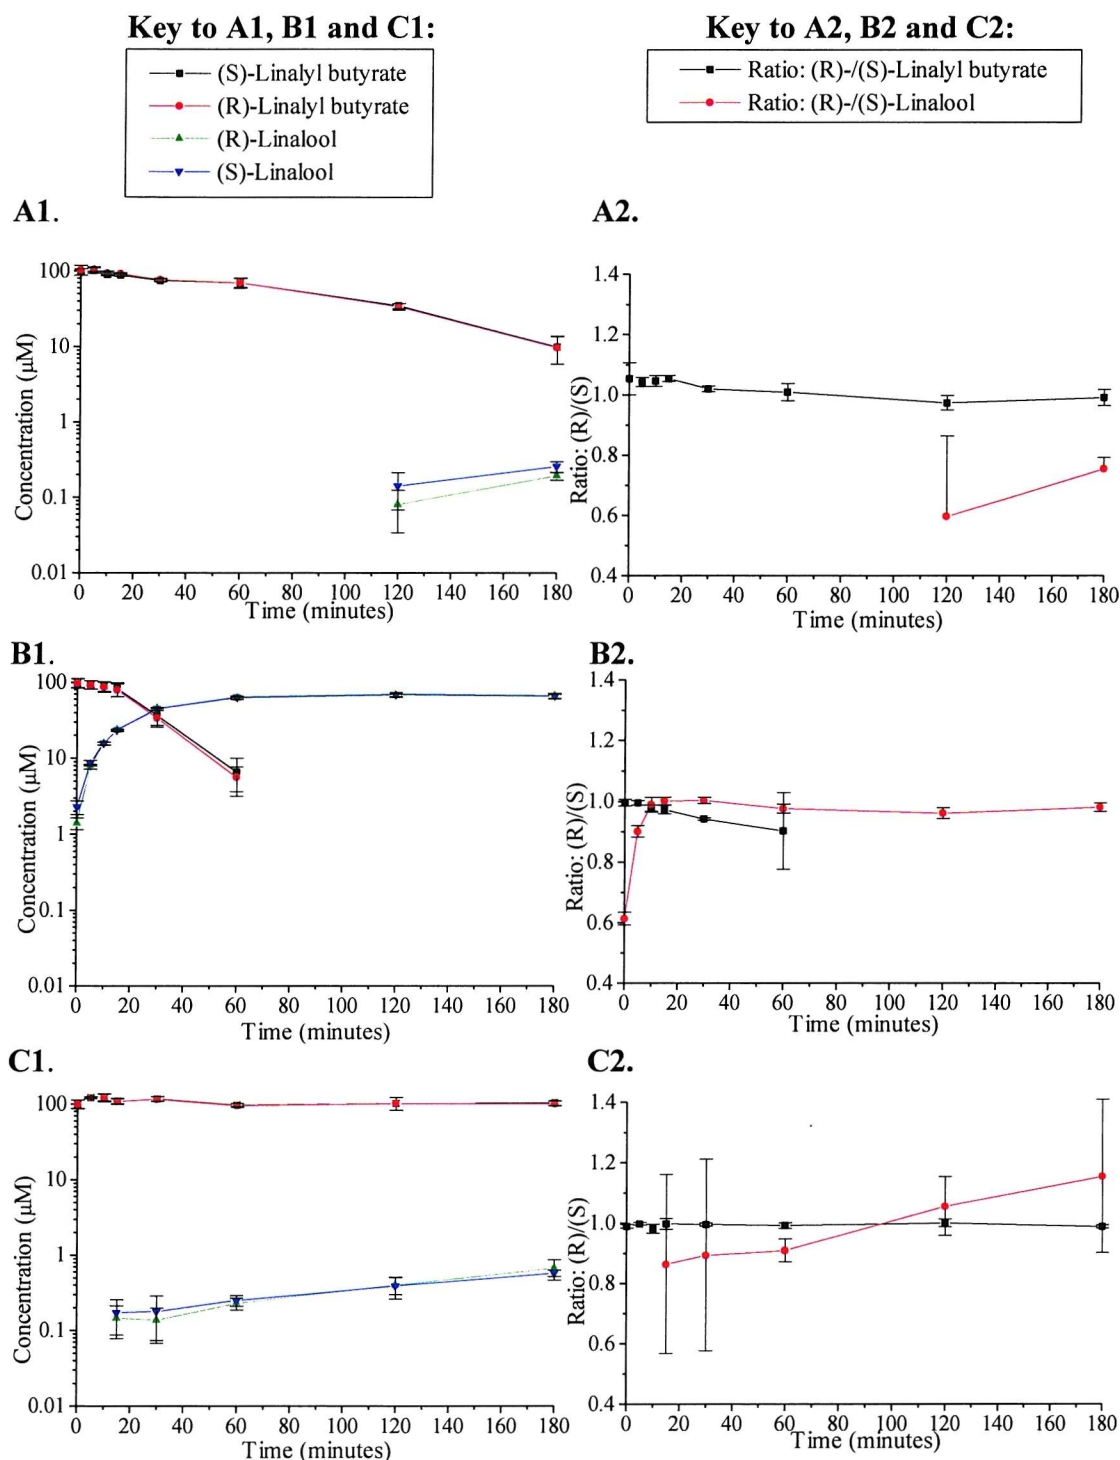 Key to A1, B1 and C1:
(S)-Linalyl butyrate
(R)-Linalyl butyrate
(R)-Linalool
(S)-Linalool
Key to A2, B2 and C2:
Ratio: (R)-/(S)-Linalyl butyrate
Ratio: (R)-/(S)-Linalool
A1.
100
10
1
0.1
0.01
Concentration (µM)
0 20 40 60 80 100 120 140 160 180
Time (minutes)
A2.
1.4
1.2
1.0
0.8
0.6
0.4
Ratio: (R)/(S)
0 20 40 60 80 100 120 140 160 180
Time (minutes)
B1.
100
10
1
0.1
0.01
Concentration (µM)
0 20 40 60 80 100 120 140 160 180
Time (minutes)
B2.
1.4
1.2
1.0
0.8
0.6
0.4
Ratio: (R)/(S)
0 20 40 60 80 100 120 140 160 180
Time (minutes)
C1.
100
10
1
0.1
0.01
Concentration (µM)
0 20 40 60 80 100 120 140 160 180
Time (minutes)
C2.
1.4
1.2
1.0
0.8
0.6
0.4
Ratio: (R)/(S)
0 20 40 60 80 100 120 140 160 180
Time (minutes)